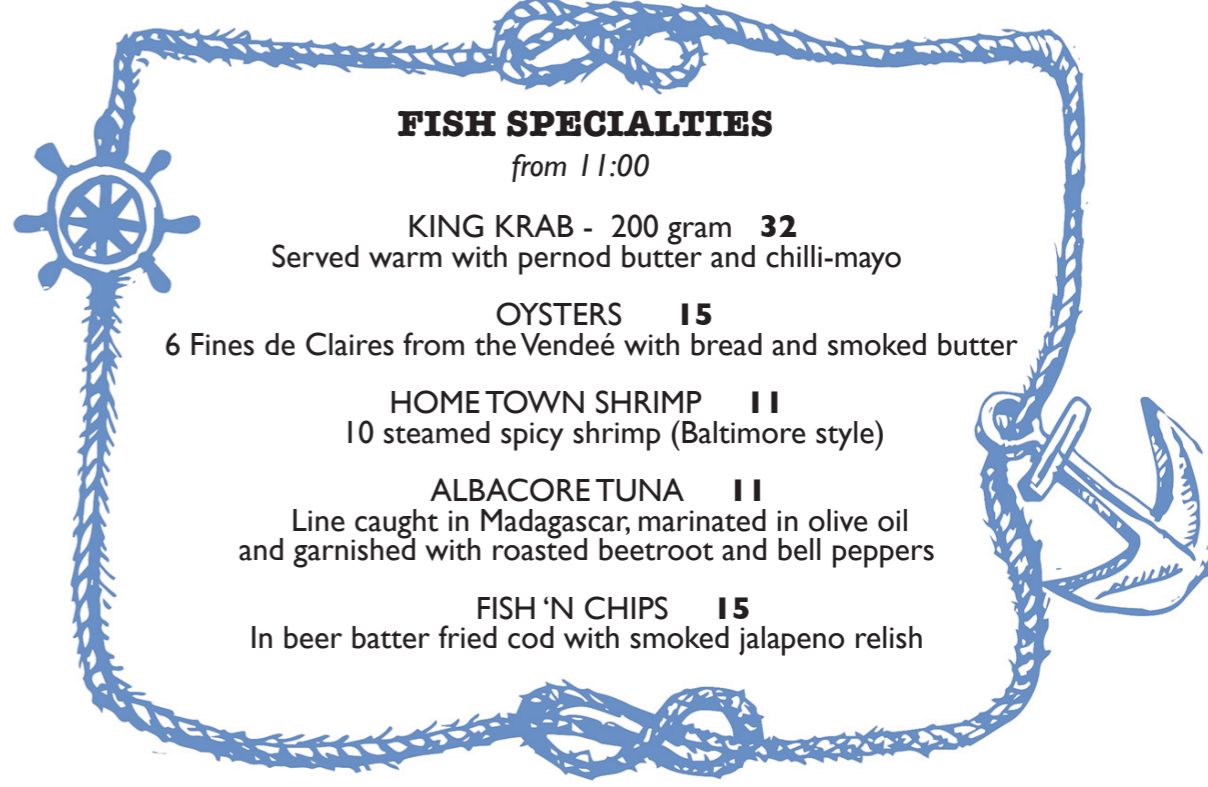 FISH SPECIALTIES
from 11:00
KING KRAB - 200 gram 32
Served warm with pernod butter and chilli-mayo
OYSTERS 15
6 Fines de Claires from the Vendeé with bread and smoked butter
HOME TOWN SHRIMP 11
10 steamed spicy shrimp (Baltimore style)
ALBACORE TUNA 11
Line caught in Madagascar, marinated in olive oil
and garnished with roasted beetroot and bell peppers
FISH ‘N CHIPS 15
In beer batter fried cod with smoked jalapeno relish